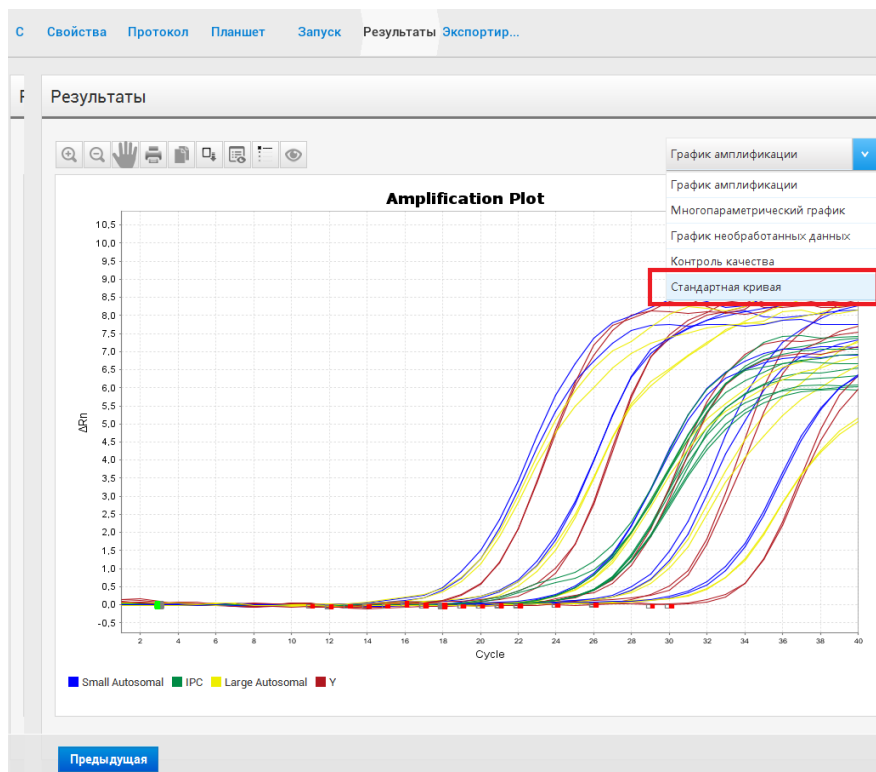 С Свойства Протокол Планшет Запуск Результаты Экспортир...
Результаты
График амплификации
График амплификации
Многопараметрический график
График необработанных данных
Контроль качества
Стандартная кривая
Amplification Plot
10,5
10,0
9,5
9,0
8,5
8,0
7,5
7,0
6,5
6,0
5,5
5,0
4,5
4,0
3,5
3,0
2,5
2,0
1,5
1,0
0,5
0,0
-0,5
ΔRn
2 4 6 8 10 12 14 16 18 20 22 24 26 28 30 32 34 36 38 40
Cycle
Small Autosomal IPC Large Autosomal Y
Предыдущая